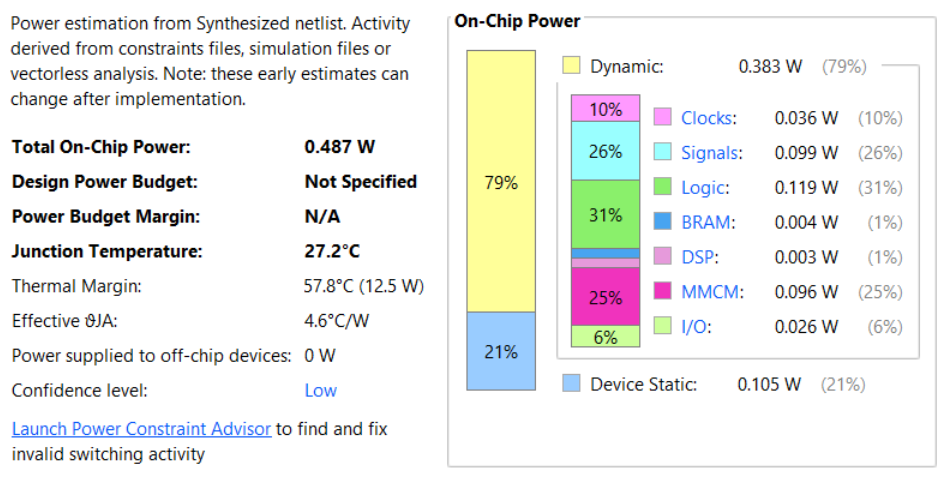 Power estimation from Synthesized netlist. Activity
derived from constraints files, simulation files or
vectorless analysis. Note: these early estimates can
change after implementation.
Total On-Chip Power: 0.487 W
Design Power Budget: Not Specified
Power Budget Margin: N/A
Junction Temperature: 27.2°C
Thermal Margin: 57.8°C (12.5 W)
Effective ϑJA: 4.6°C/W
Power supplied to off-chip devices: 0 W
Confidence level: Low
Launch Power Constraint Advisor to find and fix
invalid switching activity
On-Chip Power
79%
21%
Dynamic: 0.383 W (79%)
10%
26%
31%
25%
6%
Clocks: 0.036 W (10%)
Signals: 0.099 W (26%)
Logic: 0.119 W (31%)
BRAM: 0.004 W (1%)
DSP: 0.003 W (1%)
MMCM: 0.096 W (25%)
I/O: 0.026 W (6%)
Device Static: 0.105 W (21%)